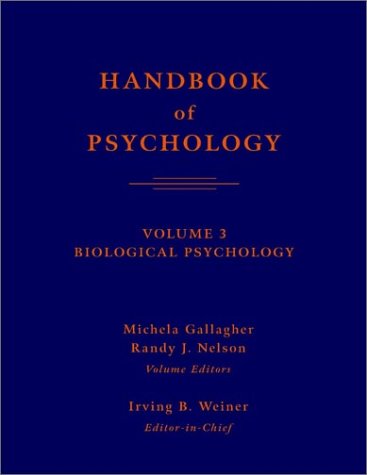 HANDBOOK
of
PSYCHOLOGY
VOLUME 3
BIOLOGICAL PSYCHOLOGY
Michela Gallagher
Randy J. Nelson
Volume Editors
Irving B. Weiner
Editor-in-Chief